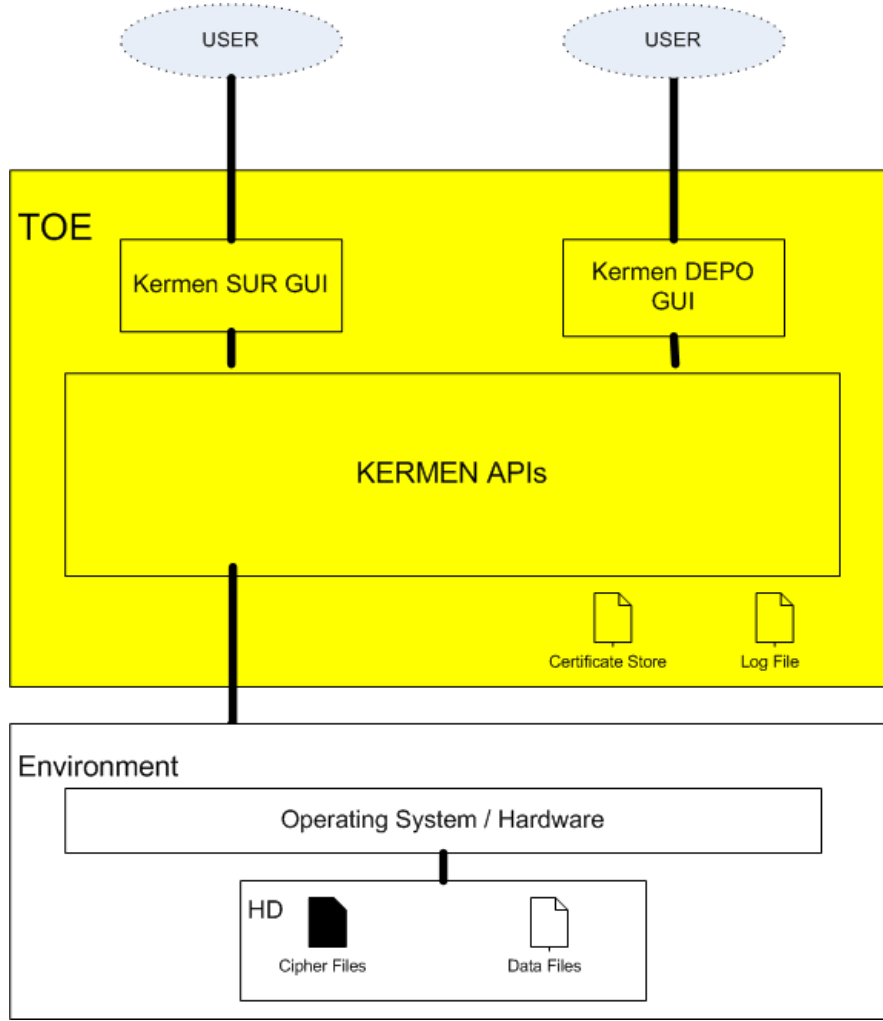 USER
USER
TOE
Kermen SUR GUI
Kermen DEPO
GUI
KERMEN APIs
Certificate Store
Log File
Environment
Operating System / Hardware
HD
Cipher Files
Data Files